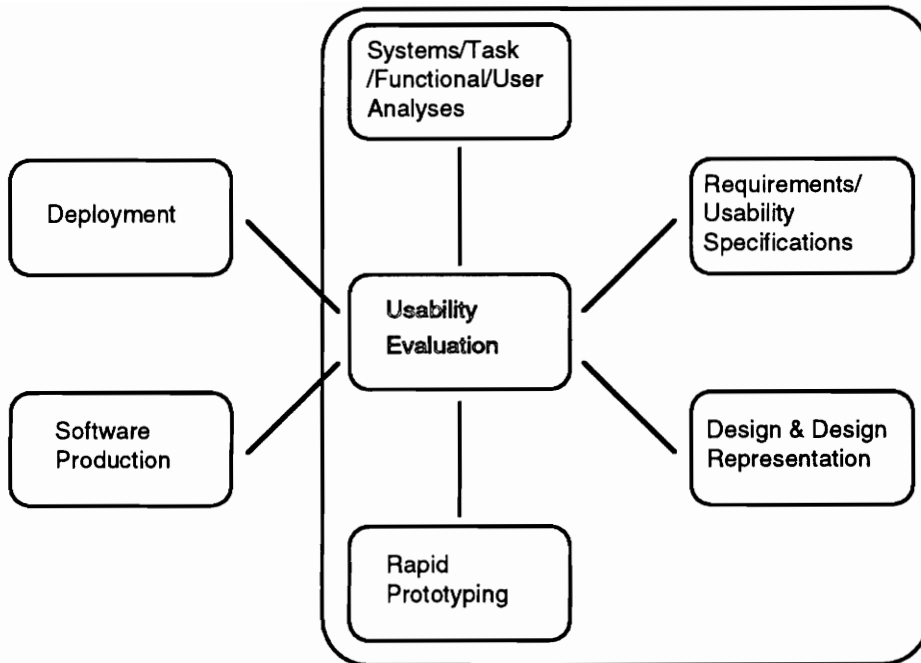 Systems/Task
/Functional/User
Analyses
Deployment
Requirements/
Usability
Specifications
Usability
Evaluation
Software
Production
Design & Design
Representation
Rapid
Prototyping